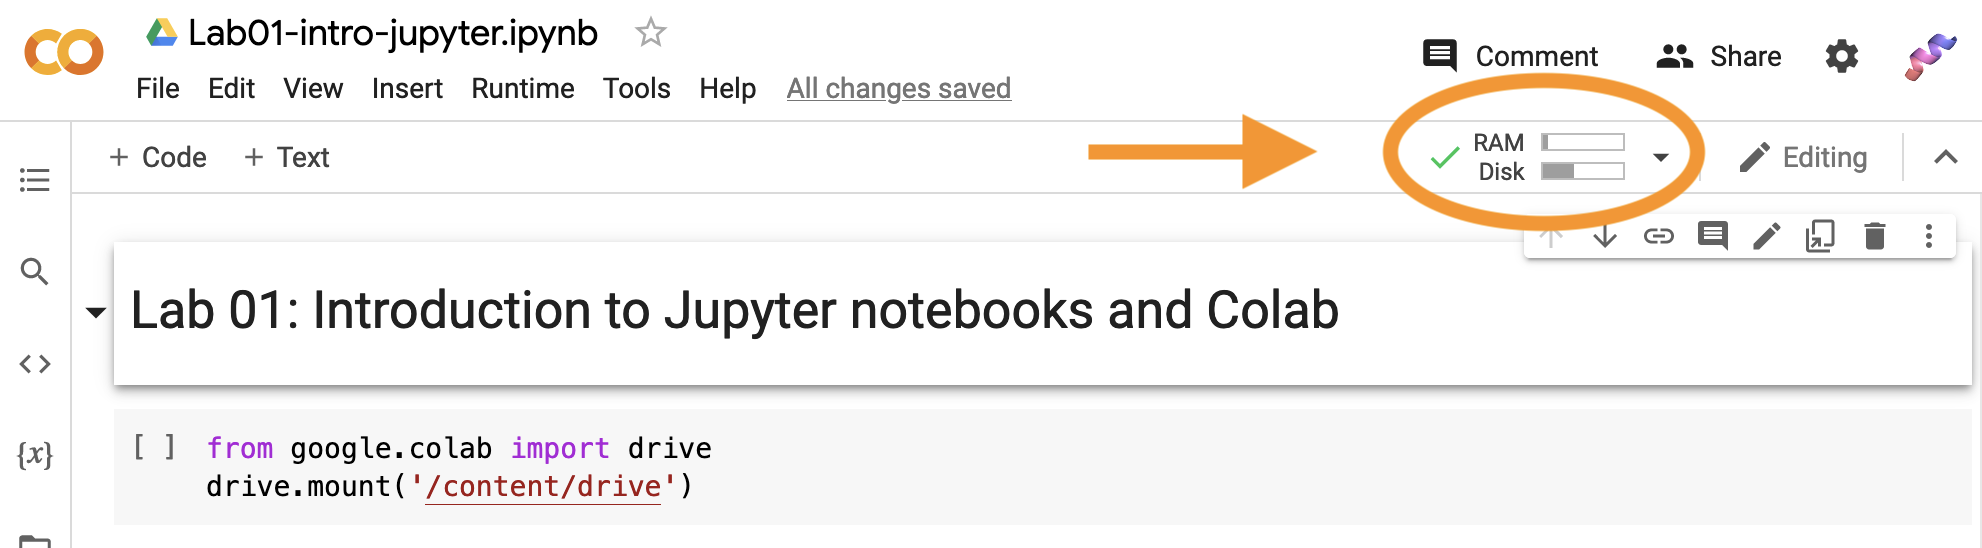 Lab01-intro-jupyter.ipynb
File Edit View Insert Runtime Tools Help All changes saved
Comment Share
+ Code + Text
RAM
Disk
Editing
Lab 01: Introduction to Jupyter notebooks and Colab
{x}
[ ] from google.colab import drive
drive.mount('/content/drive')